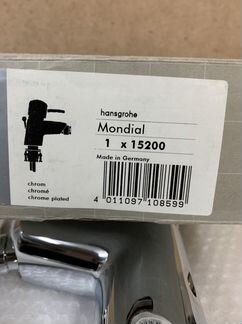 hansgrohe
Mondial
1 x 15200
Made in Germany
chrom
chromé
chrome plated
4 011097 108599